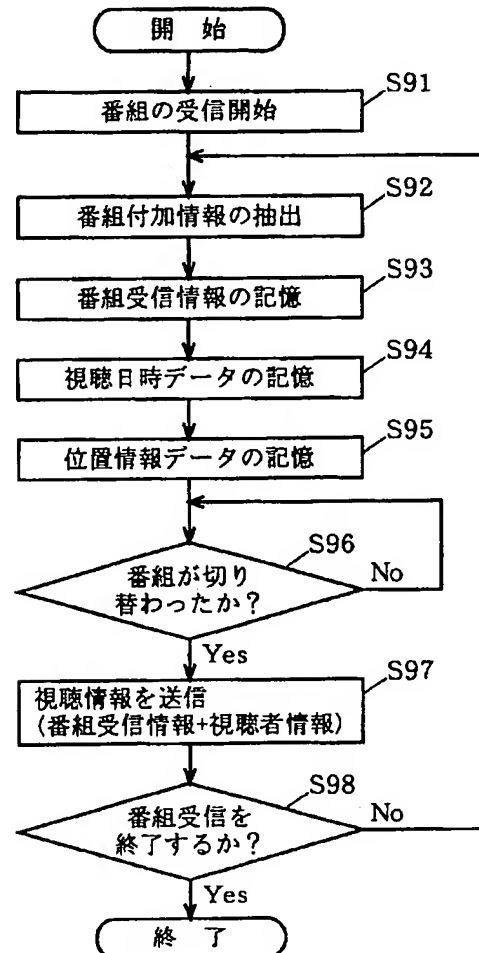 開 始
S91
番組の受信開始
S92
番組付加情報の抽出
S93
番組受信情報の記憶
S94
視聴日時データの記憶
S95
位置情報データの記憶
S96
番組が切り
替わったか?
No
Yes
S97
視聴情報を送信
(番組受信情報+視聴者情報)
S98
番組受信を
終了するか?
No
Yes
終 了